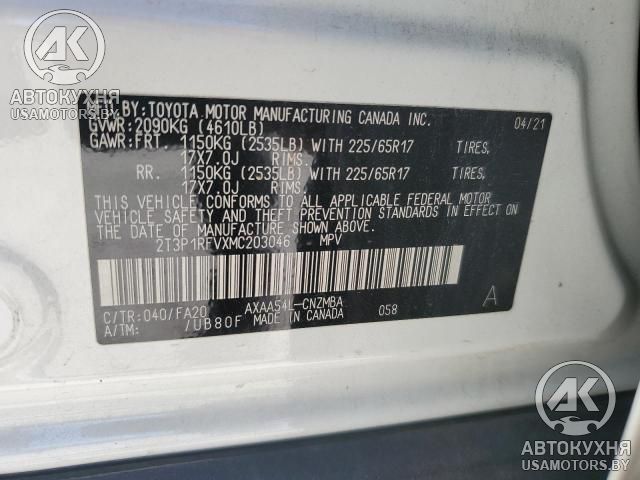 AK
АВТОКУХНЯ
USAMOTORS.BY
MFD.BY:TOYOTA MOTOR MANUFACTURING CANADA INC.
GVWR:2090KG (4610LB) 04/21
GAWR:FRT. 1150KG (2535LB) WITH 225/65R17 TIRES,
17X7.0J RIMS,
RR. 1150KG (2535LB) WITH 225/65R17 TIRES,
17X7.0J RIMS.
THIS VEHICLE CONFORMS TO ALL APPLICABLE FEDERAL MOTOR
VEHICLE SAFETY AND THEFT PREVENTION STANDARDS IN EFFECT ON
THE DATE OF MANUFACTURE SHOWN ABOVE.
2T3P1RFVXMC203046 MPV
C/TR:040/FA20 AXAA54L-CNZMBA 058 A
A/TM: /UB80F MADE IN CANADA
AK
АВТОКУХНЯ
USAMOTORS.BY